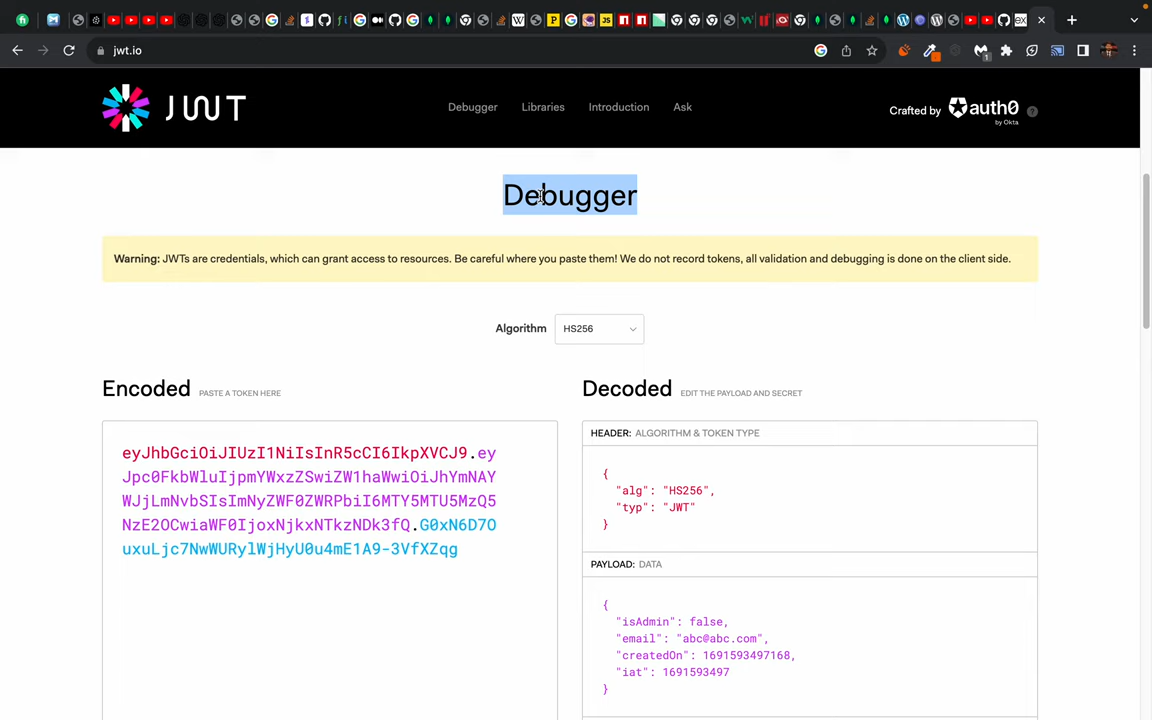 jwt.io
JWT
Debugger
Libraries
Introduction
Ask
Crafted by auth0
by Okta
Debugger
Warning: JWTs are credentials, which can grant access to resources. Be careful where you paste them! We do not record tokens, all validation and debugging is done on the client side.
Algorithm HS256
Encoded PASTE A TOKEN HERE
eyJhbGciOiJIUzI1NiIsInR5cCI6IkpXVCJ9.ey
Jpc0FkbWluIjpmYWxzZSwiZW1haWwiOiJhYmNAY
WJjLmNvbSIsImNyZWF0ZWRPbiI6MTY5MTU5MzQ5
NzE2OCwiaWF0IjoxNjkxNTkzNDk3fQ.G0xN6D7O
uxuLjc7NwWURylWjHyU0u4mE1A9-3VfXZqg
Decoded EDIT THE PAYLOAD AND SECRET
HEADER: ALGORITHM & TOKEN TYPE
{
"alg": "HS256",
"typ": "JWT"
}
PAYLOAD: DATA
{
"isAdmin": false,
"email": "abc@abc.com",
"createdOn": 1691593497168,
"iat": 1691593497
}